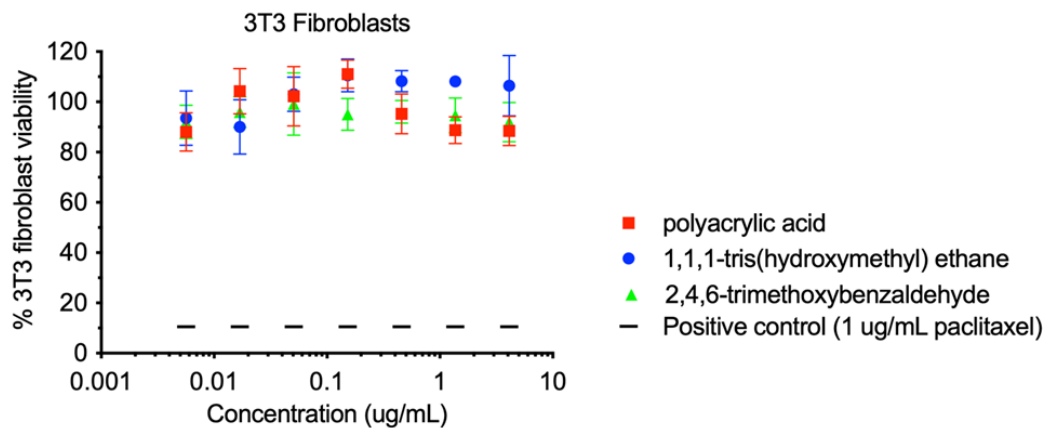 3T3 Fibroblasts
% 3T3 fibroblast viability
120
100
80
60
40
20
0
0.001
0.01
0.1
1
10
Concentration (ug/mL)
polyacrylic acid
1,1,1-tris(hydroxymethyl) ethane
2,4,6-trimethoxybenzaldehyde
Positive control (1 ug/mL paclitaxel)